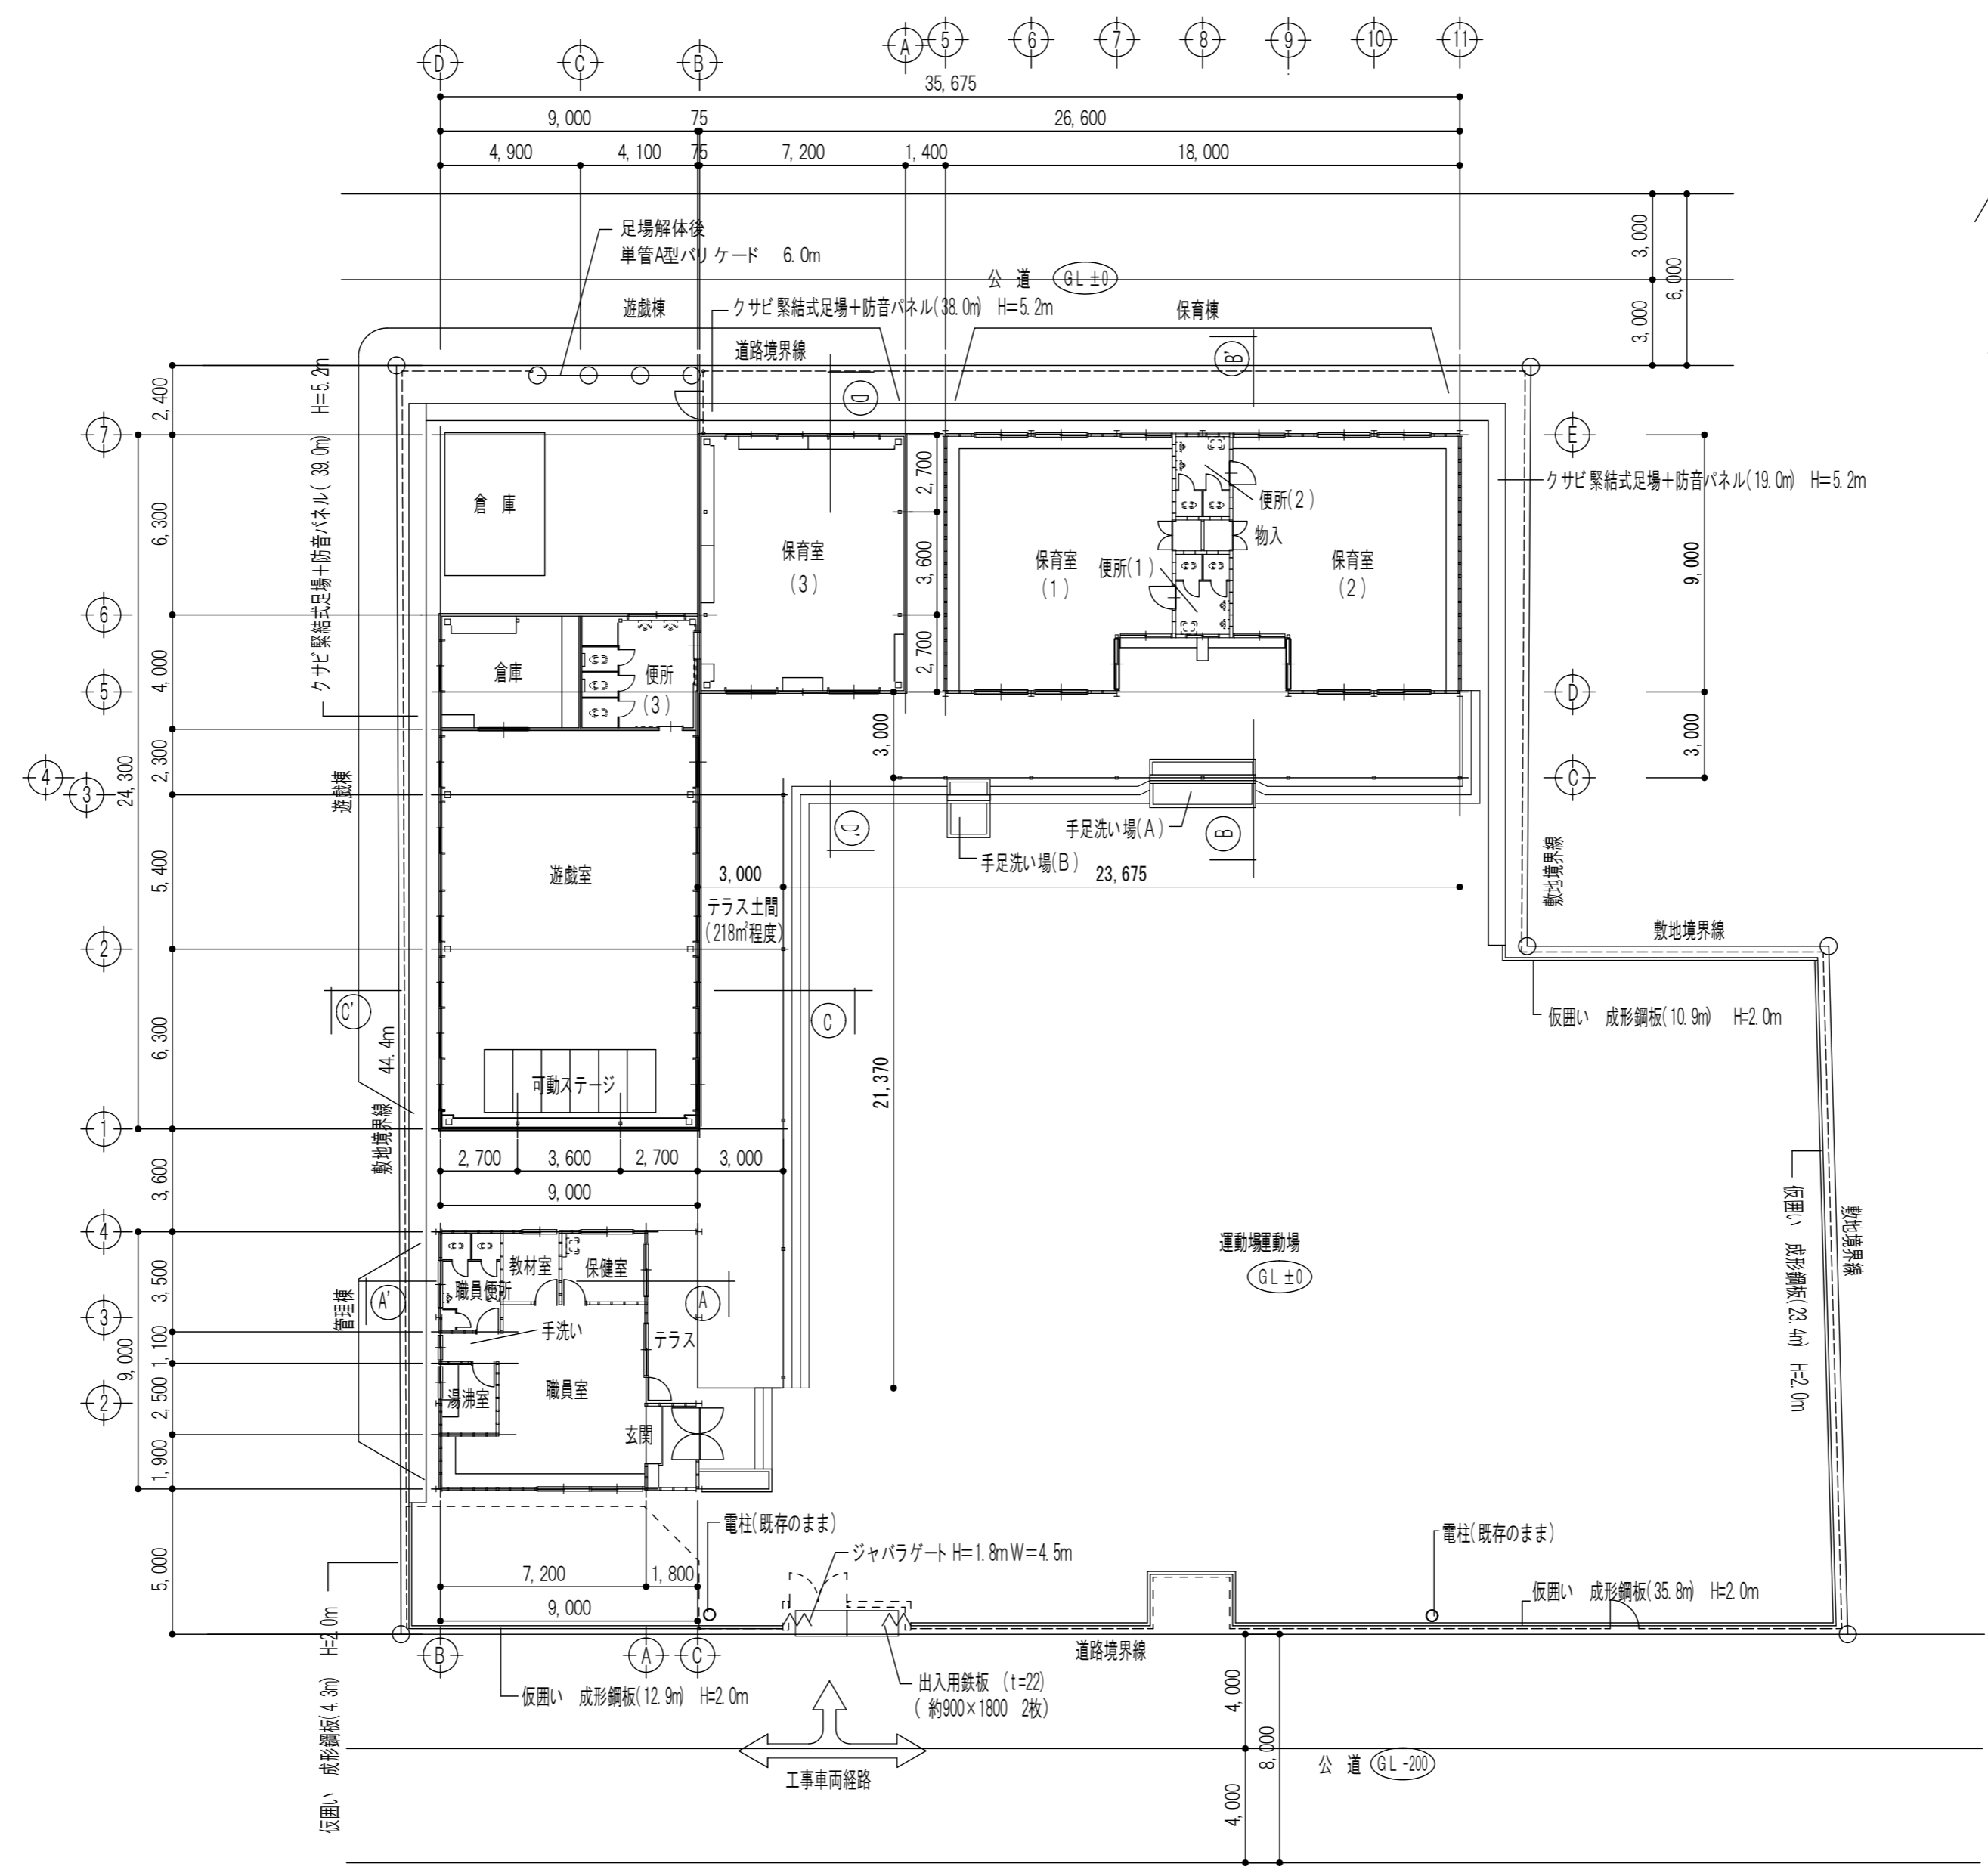 D
C
B
A
5
6
7
8
9
10
11
35,675
9,000
75
26,600
4,900
4,100
75
7,200
1,400
18,000
3,000
3,000
6,000
足場解体後
単管A型バリケード 6.0m
公 道
GL±0
遊戯棟
クサビ緊結式足場+防音パネル(38.0m) H=5.2m
保育棟
道路境界線
B'
D
クサビ緊結式足場+防音パネル(39.0m) H=5.2m
2,400
7
6,300
6
4,000
5
2,300
24,300
4
3
5,400
2
6,300
1
3,600
遊戯棟
倉 庫
倉庫
便所
(3)
保育室
(3)
2,700
3,600
2,700
保育室
(1)
便所(1)
便所(2)
物入
保育室
(2)
E
クサビ緊結式足場+防音パネル(19.0m) H=5.2m
9,000
D
3,000
C
3,000
D'
手足洗い場(A)
手足洗い場(B)
B
遊戯室
3,000
23,675
テラス土間
(218㎡程度)
敷地境界線
敷地境界線
仮囲い 成形鋼板(10.9m) H=2.0m
C'
C
44.4m
敷地境界線
可動ステージ
21,370
2,700
3,600
2,700
3,000
9,000
4
3,500
3
1,100
9,000
2,500
2
1,900
5,000
管理棟
A'
A
職員便所
教材室
保健室
手洗い
テラス
湯沸室
職員室
玄関
運動場運動場
GL±0
仮囲い 成形鋼板(23.4m) H=2.0m
敷地境界線
電柱(既存のまま)
ジャバラゲート H=1.8m W=4.5m
電柱(既存のまま)
仮囲い 成形鋼板(35.8m) H=2.0m
7,200
1,800
9,000
B
A
C
道路境界線
仮囲い 成形鋼板(4.3m) H=2.0m
仮囲い 成形鋼板(12.9m) H=2.0m
出入用鉄板 (t=22)
(約900×1800 2枚)
工事車両経路
4,000
8,000
4,000
公 道
GL-200